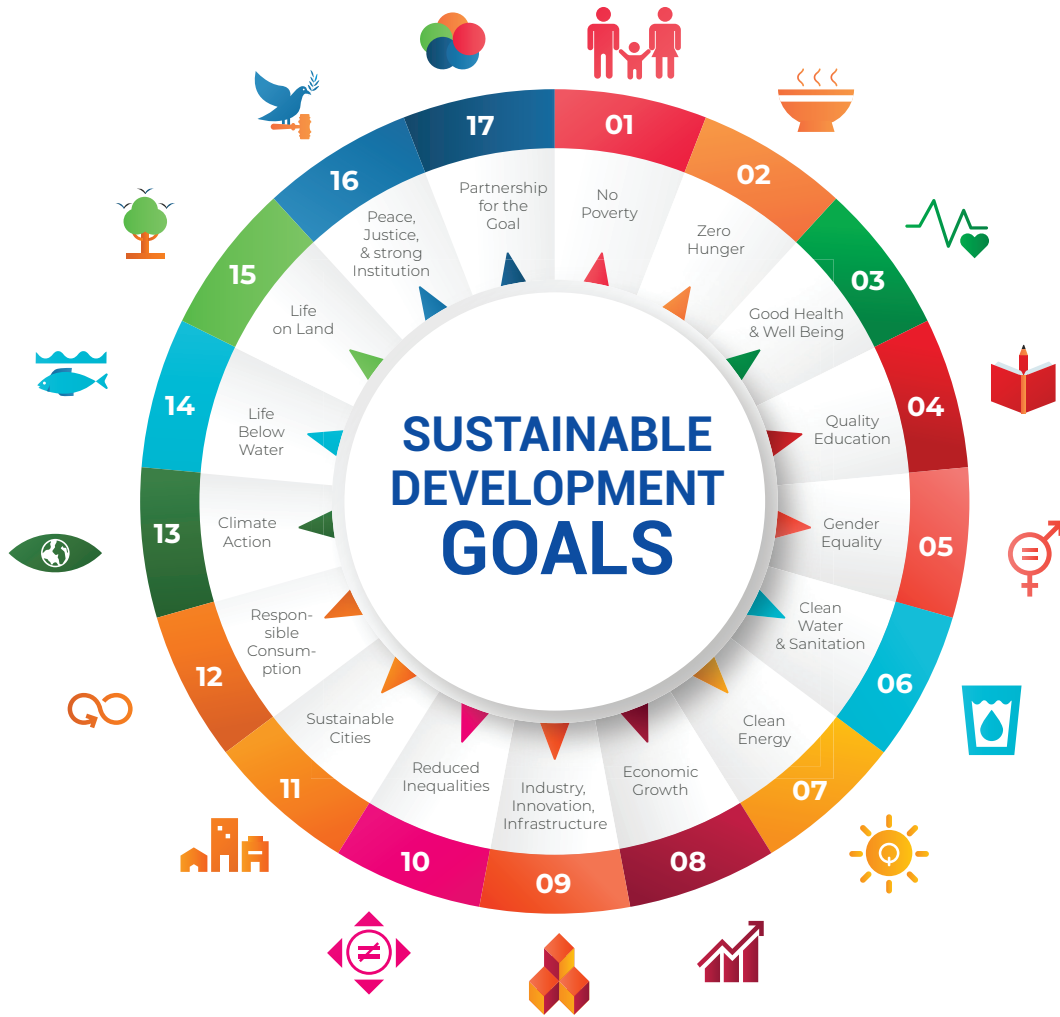 SUSTAINABLE
DEVELOPMENT
GOALS
01
No
Poverty
02
Zero
Hunger
03
Good Health
& Well Being
04
Quality
Education
05
Gender
Equality
06
Clean
Water
& Sanitation
07
Clean
Energy
08
Economic
Growth
09
Industry,
Innovation,
Infrastructure
10
Reduced
Inequalities
11
Sustainable
Cities
12
Respon-
sible
Consum-
ption
13
Climate
Action
14
Life
Below
Water
15
Life
on Land
16
Peace,
Justice,
& strong
Institution
17
Partnership
for the
Goal